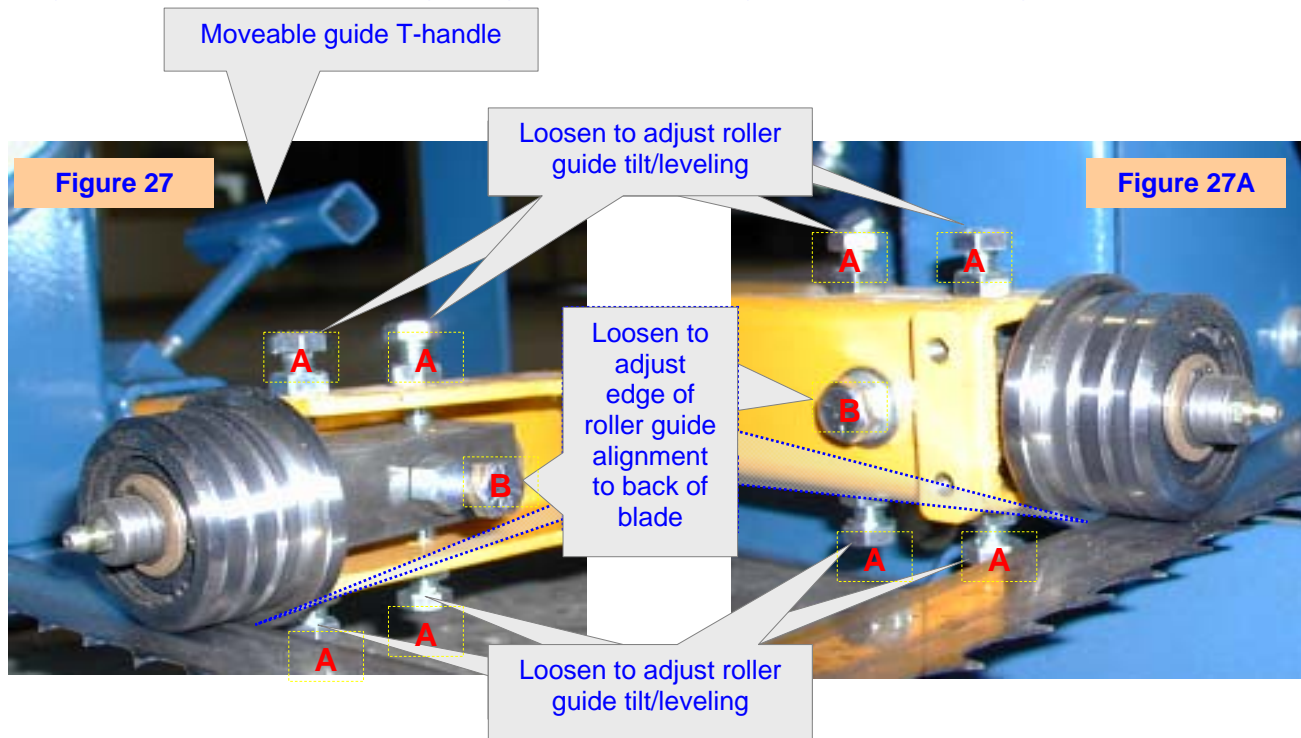 Moveable guide T-handle
Loosen to adjust roller
guide tilt/leveling
Figure 27
Figure 27A
A
A
A
A
Loosen to
adjust
edge of
roller guide
alignment
to back of
blade
B
B
A
A
A
A
Loosen to adjust roller
guide tilt/leveling